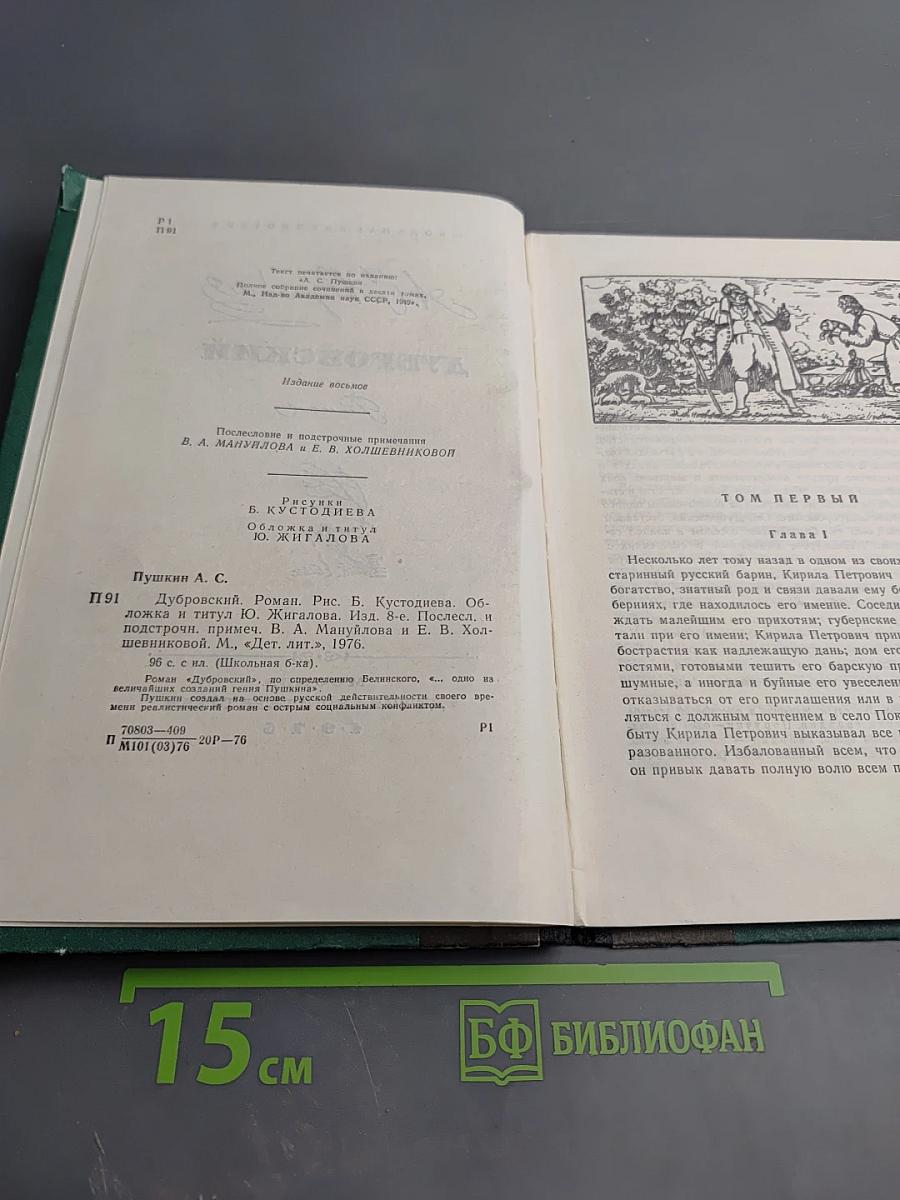 Р 1
П 91
Текст печатается по изданию:
«А. С. Пушкин
Полное собрание сочинений в десяти томах,
М., Изд-во Академии наук СССР, 1949»,
Издание восьмое
Послесловие и подстрочные примечания
В. А. МАНУЙЛОВА и Е. В. ХОЛШЕВНИКОВОЙ
Рисунки
Б. КУСТОДИЕВА
Обложка и титул
Ю. ЖИГАЛОВА
Пушкин А. С.
П 91 Дубровский. Роман. Рис. Б. Кустодиева. Об-
ложка и титул Ю. Жигалова. Изд. 8-е. Послесл. и
подстрочн. примеч. В. А. Мануйлова и Е. В. Хол-
шевниковой. М., «Дет. лит.», 1976.
96 с. с ил. (Школьная б-ка).
Роман «Дубровский», по определению Белинского, «... одно из
величайших созданий гения Пушкина».
Пушкин создал на основе русской действительности своего вре-
мени реалистический роман с острым социальным конфликтом.
П 70803—409
М101(03)76 20Р—76
Р1
ТОМ ПЕРВЫЙ
Глава I
Несколько лет тому назад в одном из своих
старинный русский барин, Кирила Петрович
богатство, знатный род и связи давали ему
берниях, где находилось его имение. Соседи
ждать малейшим его прихотям; губернские
тали при его имени; Кирила Петрович
бострастия как надлежащую дань; дом его
гостями, готовыми тешить его барскую
шумные, а иногда и буйные его увеселен
отказываться от его приглашения или в
ляться с должным почтением в село Пок
быту Кирила Петрович выказывал все
разованного. Избалованный всем, что
он привык давать полную волю всем п
15 см
БФ БИБЛИОФАН